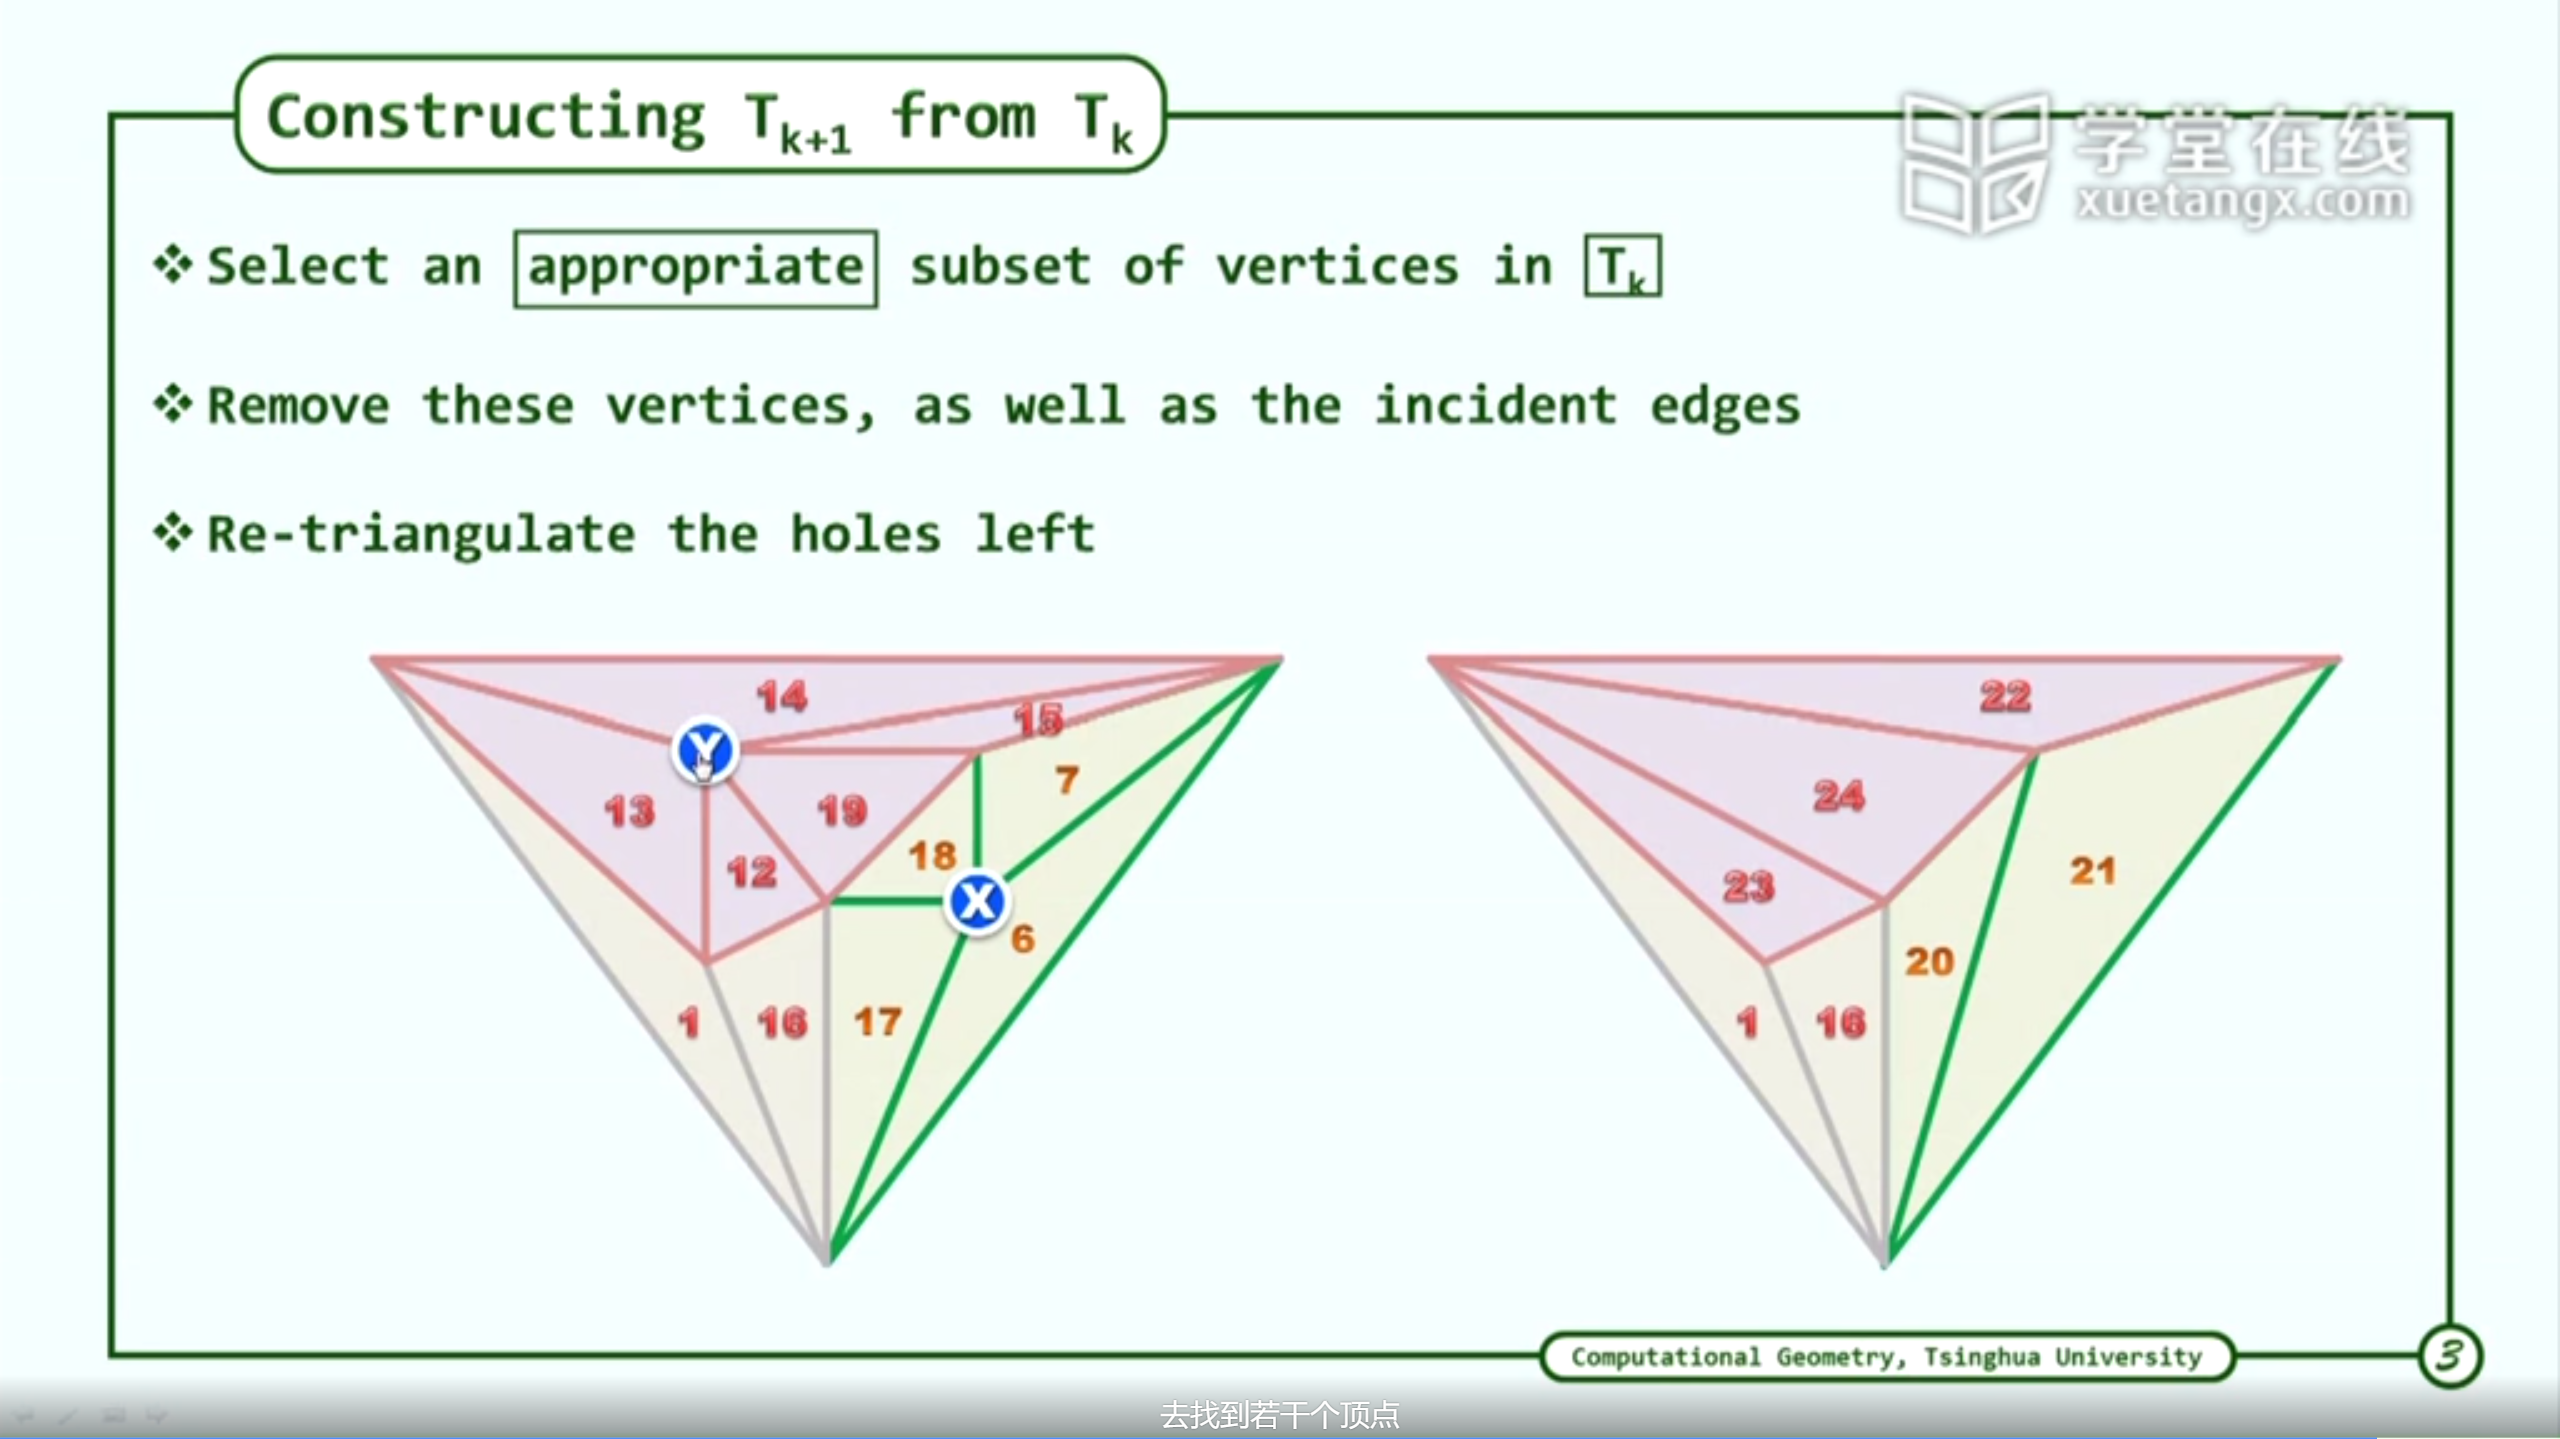 Constructing Tk+1 from Tk
学堂在线
xuetangx.com
❖ Select an appropriate subset of vertices in Tk
❖ Remove these vertices, as well as the incident edges
❖ Re-triangulate the holes left
14
15
Y
7
13
19
12
18
X
6
1
16
17
22
24
21
23
20
1
16
Computational Geometry, Tsinghua University
3
去找到若干个顶点